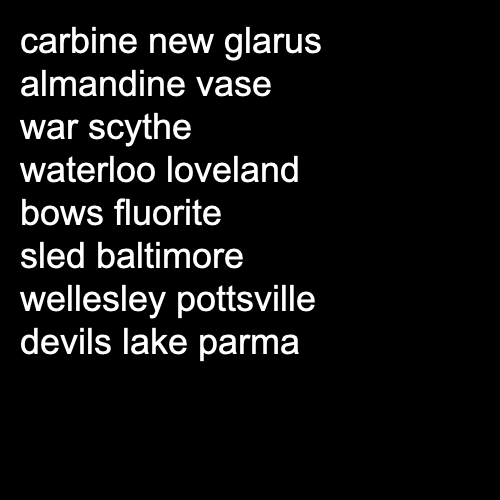 carbine new glarus
almandine vase
war scythe
waterloo loveland
bows fluorite
sled baltimore
wellesley pottsville
devils lake parma